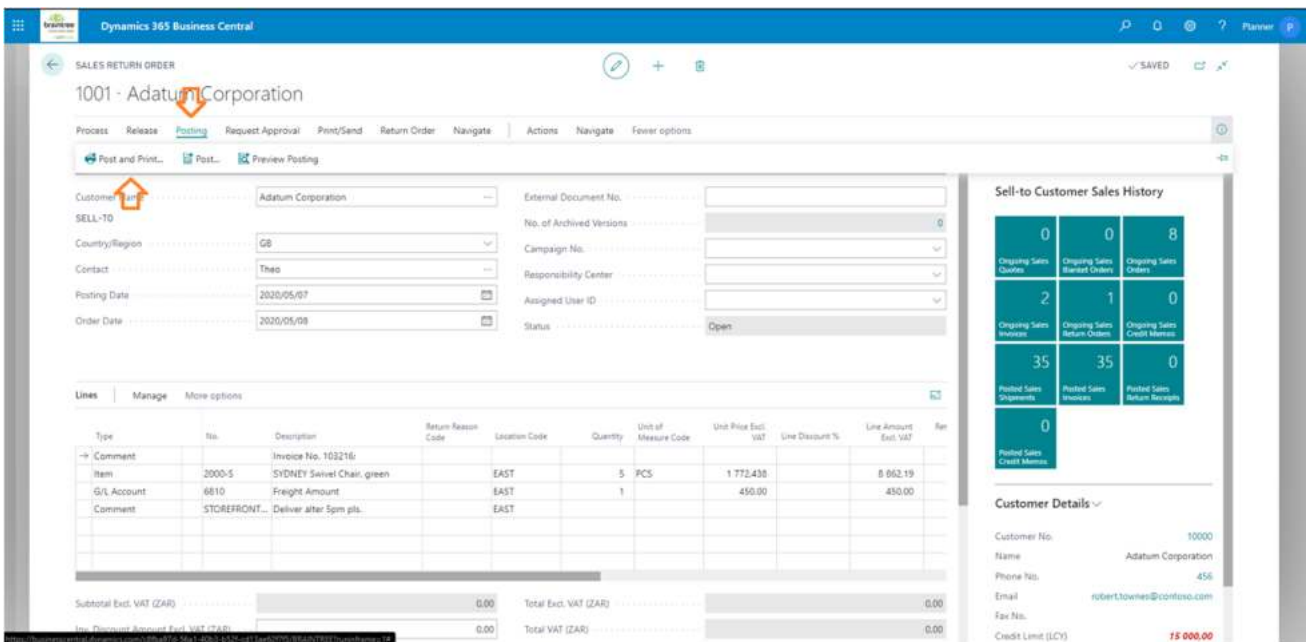 braintree
Dynamics 365 Business Central
? Planner P
SALES RETURN ORDER
SAVED
1001 · Adatum Corporation
Process Release Posting Request Approval Print/Send Return Order Navigate Actions Navigate Fewer options
Post and Print... Post... Preview Posting
Customer Name Adatum Corporation
SELL-TO
Country/Region GB
Contact Theo
Posting Date 2020/05/07
Order Date 2020/05/08
External Document No.
No. of Archived Versions 0
Campaign No.
Responsibility Center
Assigned User ID
Status Open
Sell-to Customer Sales History
0 0 8
Ongoing Sales Quotes
Ongoing Sales Blanket Orders
Ongoing Sales Orders
2 1 0
Ongoing Sales Invoices
Ongoing Sales Return Orders
Ongoing Sales Credit Memos
35 35 0
Posted Sales Shipments
Posted Sales Invoices
Posted Sales Return Receipts
0
Posted Sales Credit Memos
Lines Manage More options
Type No. Description Return Reason Code Location Code Quantity Unit of Measure Code Unit Price Excl. VAT Line Discount % Line Amount Excl. VAT
Comment Invoice No. 103216:
Item 2000-S SYDNEY Swivel Chair, green EAST 5 PCS 1 772,438 8 862,19
G/L Account 6810 Freight Amount EAST 1 450.00 450.00
Comment STOREFRONT... Deliver alter 5pm pls. EAST
Subtotal Excl. VAT (ZAR) 0.00
Total Excl. VAT (ZAR) 0.00
Inv. Discount Amount Excl. VAT (ZAR) 0.00
Total VAT (ZAR) 0.00
Customer Details
Customer No. 10000
Name Adatum Corporation
Phone No. 456
Email robert.townes@contoso.com
Fax No.
Credit Limit (LCY) 15 000.00